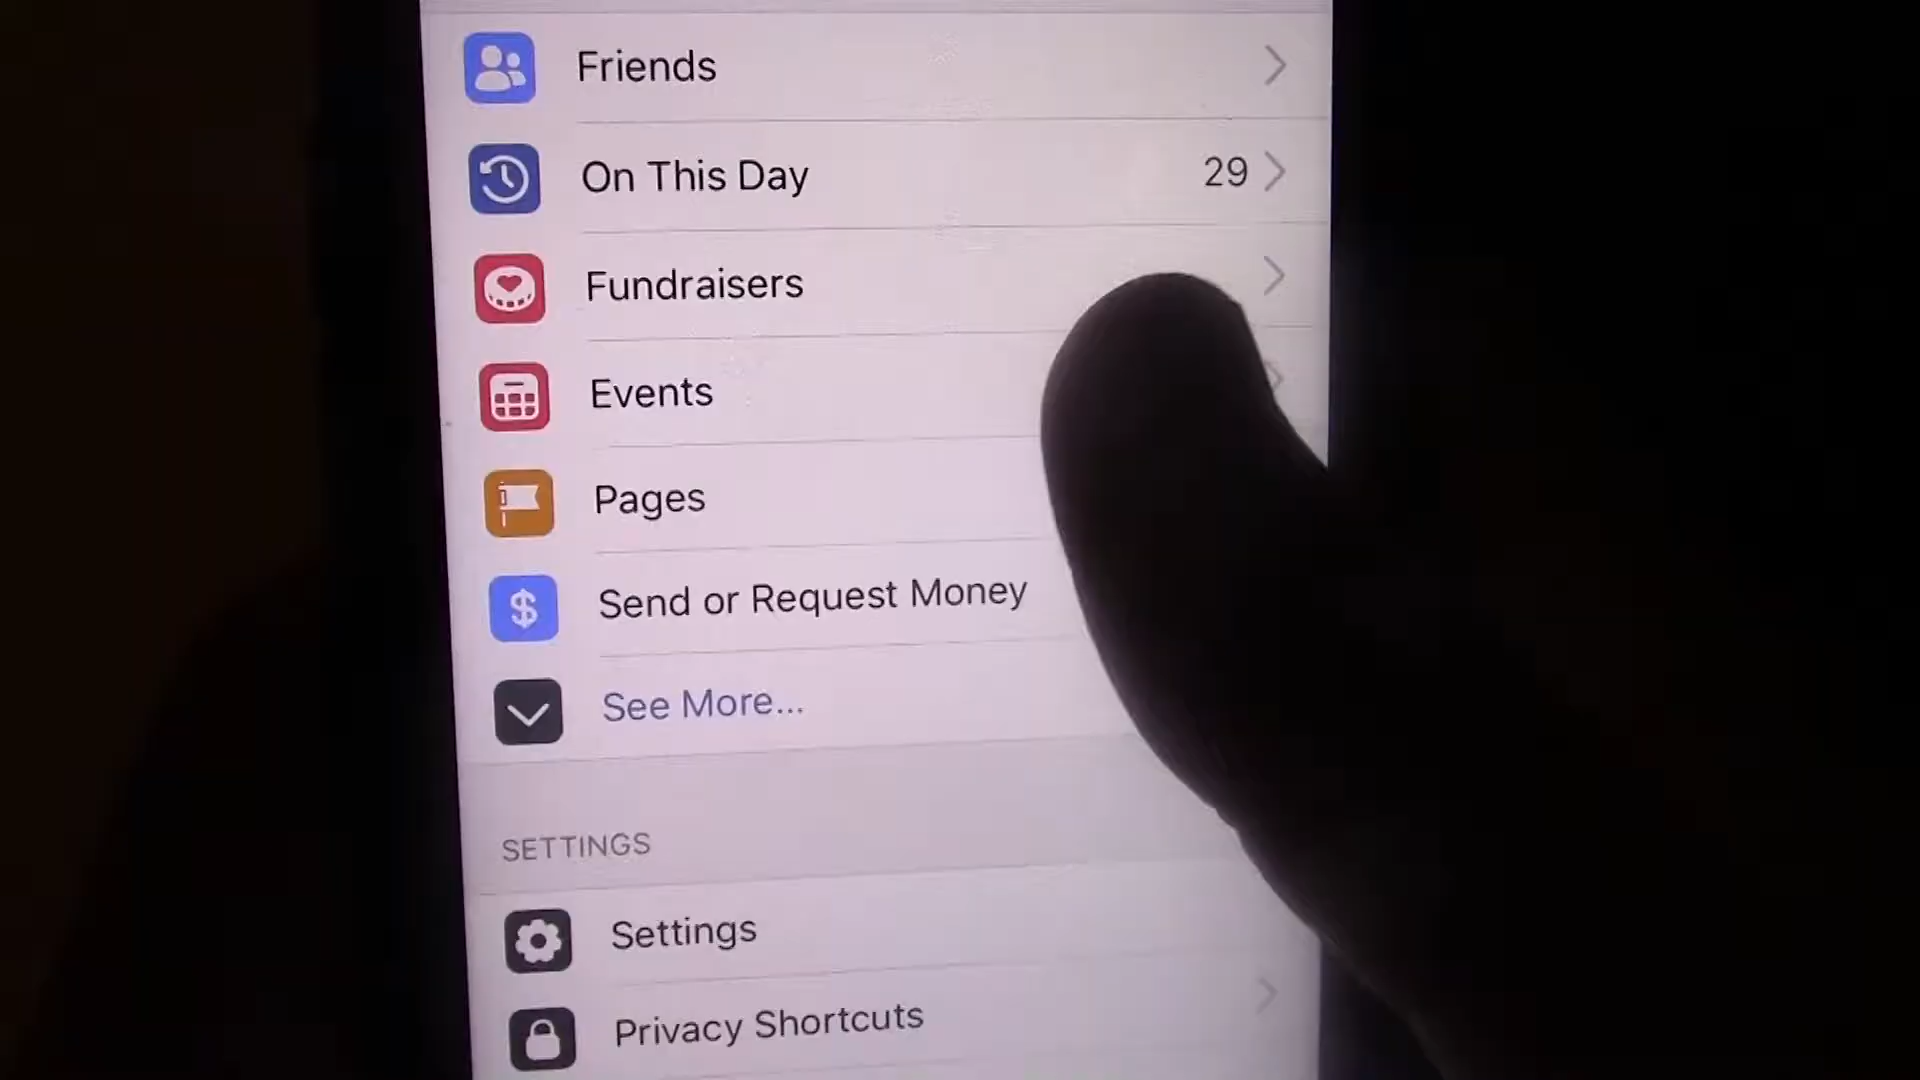 Friends
On This Day 29
Fundraisers
Events
Pages
$ Send or Request Money
See More...
SETTINGS
Settings
Privacy Shortcuts